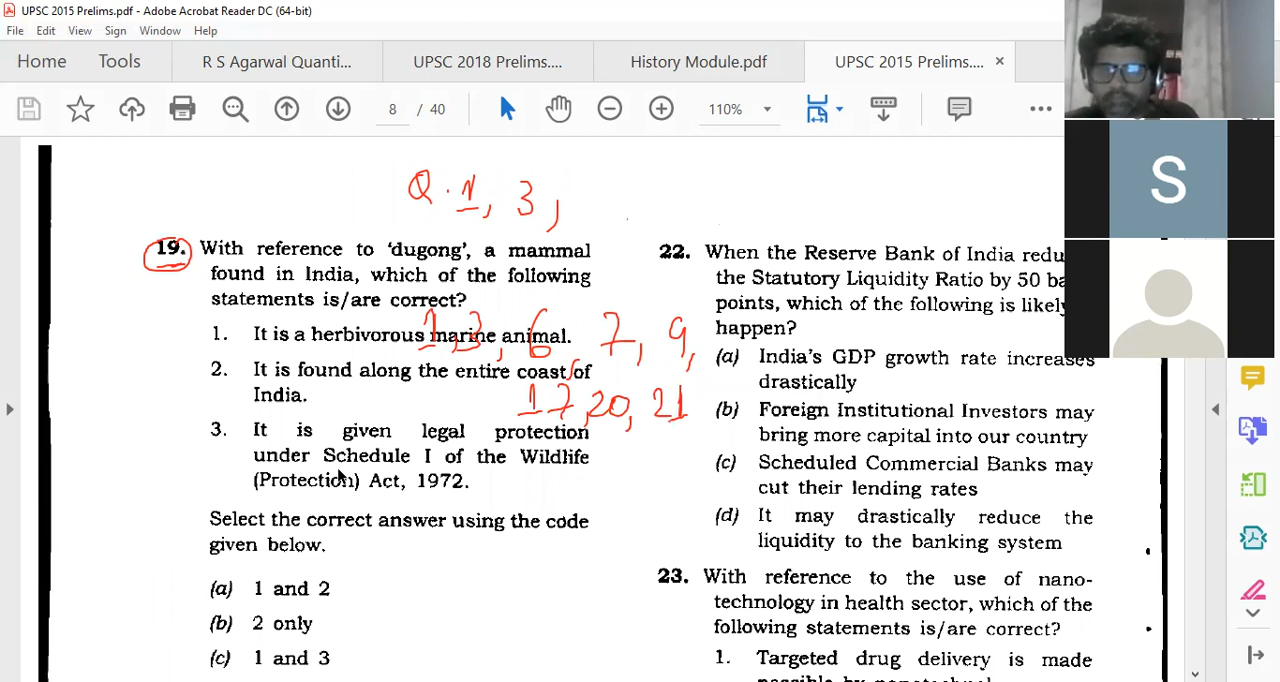 UPSC 2015 Prelims.pdf - Adobe Acrobat Reader DC (64-bit)
File Edit View Sign Window Help
Home Tools R S Agarwal Quanti... UPSC 2018 Prelims.... History Module.pdf UPSC 2015 Prelims.... ×
8 / 40 110%
Q. 1, 3,
19. With reference to 'dugong', a mammal
found in India, which of the following
statements is/are correct?
1. It is a herbivorous marine animal.
1, 3, 6, 7, 9,
2. It is found along the entire coast of
India.
17, 20, 21
3. It is given legal protection
under Schedule I of the Wildlife
(Protection) Act, 1972.
Select the correct answer using the code
given below.
(a) 1 and 2
(b) 2 only
(c) 1 and 3
22. When the Reserve Bank of India
the Statutory Liquidity Ratio by 50
points, which of the following is likely
happen?
(a) India's GDP growth rate increases
drastically
(b) Foreign Institutional Investors may
bring more capital into our country
(c) Scheduled Commercial Banks may
cut their lending rates
(d) It may drastically reduce the
liquidity to the banking system
23. With reference to the use of nano-
technology in health sector, which of the
following statements is/are correct?
1. Targeted drug delivery is made
S